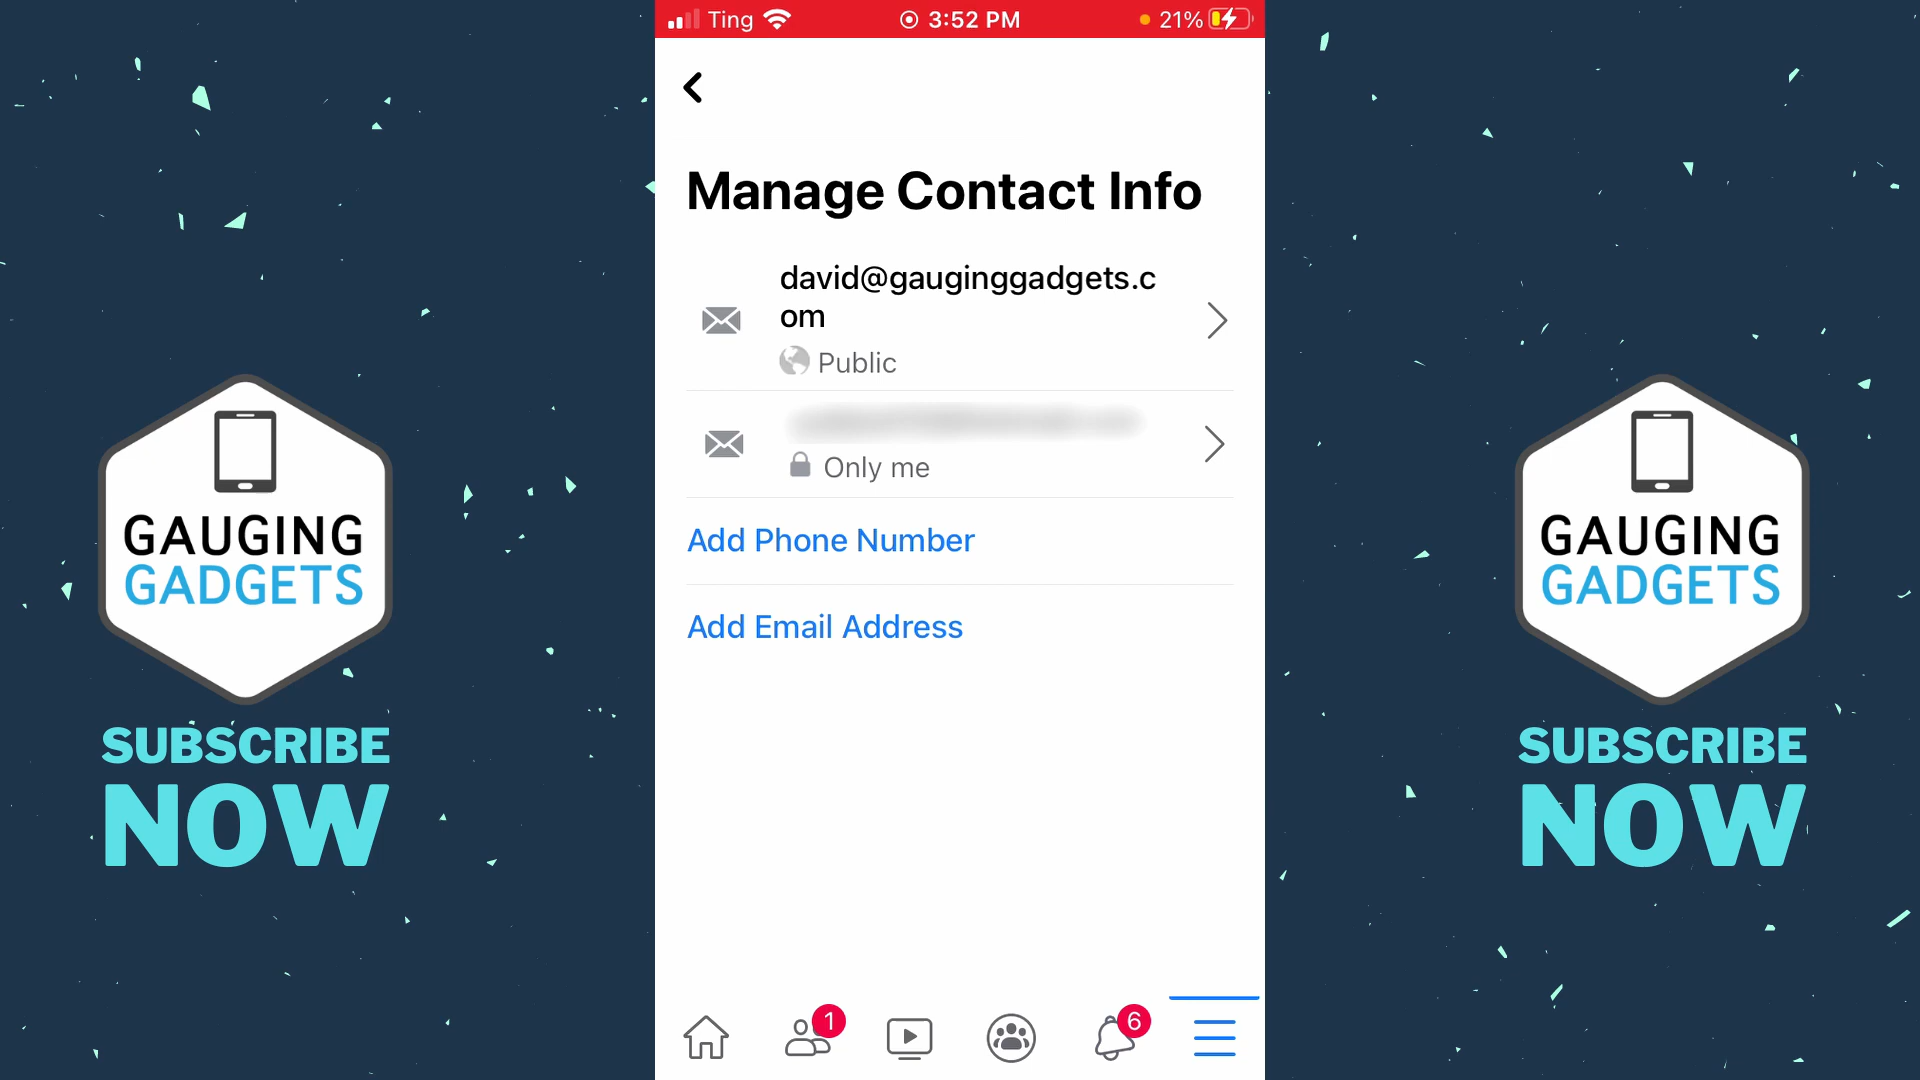 Ting
3:52 PM
21%
Manage Contact Info
david@gauginggadgets.c
om
Public
Only me
Add Phone Number
Add Email Address
1
6
GAUGING
GADGETS
SUBSCRIBE
NOW
GAUGING
GADGETS
SUBSCRIBE
NOW